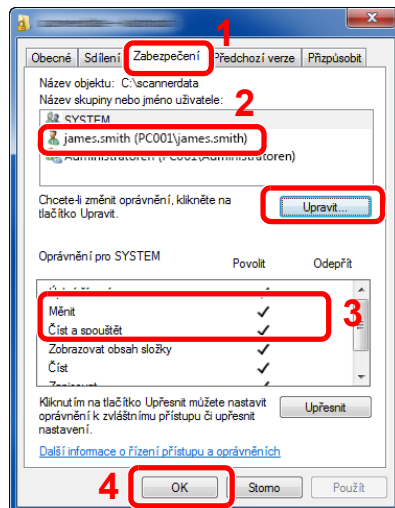 1
Obecné Sdílení Zabezpečení Předchozí verze Přizpůsobit
Název objektu: C:\scannerdata
Název skupiny nebo jméno uživatele:
2
SYSTEM
james.smith (PC001\james.smith)
Administratoren (PC001\Administratoren)
Chcete-li změnit oprávnění, klikněte na
tlačítko Upravit.
Upravit...
Oprávnění pro SYSTEM Povolit Odepřít
Měnit
3
Číst a spouštět
Zobrazovat obsah složky
Číst
Kliknutím na tlačítko Upřesnit můžete nastavit
oprávnění k zvláštnímu přístupu či upřesnit
nastavení.
Upřesnit
Další informace o řízení přístupu a oprávněních
4
OK Storno Použít